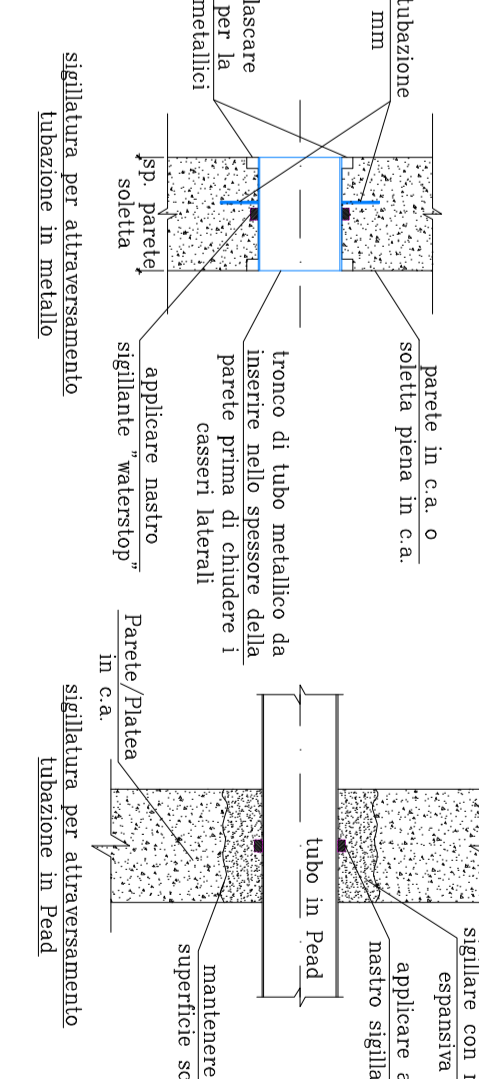 tubazione
mm
lascare
per la
metallici
sp. parete
soletta
sigillatura per attraversamento
tubazione in metallo
parete in c.a. o
soletta piena in c.a.
tronco di tubo metallico da
inserire nello spessore della
parete prima di chiudere i
casseri laterali
applicare nastro
sigillante "waterstop"
Parete/Platea
in c.a.
sigillatura per attraversamento
tubazione in Pead
tubo in Pead
sigillare con
espansiva
applicare a
nastro sigilla
mantenere
superficie sc